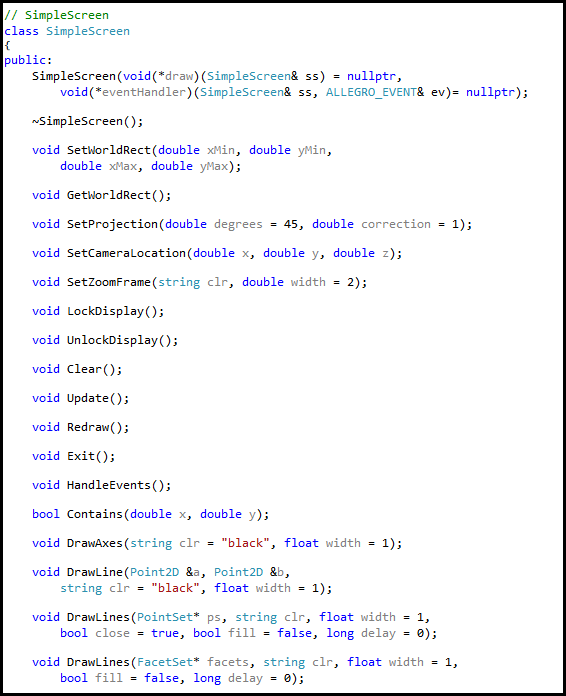 // SimpleScreen
class SimpleScreen
{
public:
    SimpleScreen(void(*draw)(SimpleScreen& ss) = nullptr,
        void(*eventHandler)(SimpleScreen& ss, ALLEGRO_EVENT& ev)= nullptr);
    ~SimpleScreen();
    void SetWorldRect(double xMin, double yMin,
        double xMax, double yMax);
    void GetWorldRect();
    void SetProjection(double degrees = 45, double correction = 1);
    void SetCameraLocation(double x, double y, double z);
    void SetZoomFrame(string clr, double width = 2);
    void LockDisplay();
    void UnlockDisplay();
    void Clear();
    void Update();
    void Redraw();
    void Exit();
    void HandleEvents();
    bool Contains(double x, double y);
    void DrawAxes(string clr = "black", float width = 1);
    void DrawLine(Point2D &a, Point2D &b,
        string clr = "black", float width = 1);
    void DrawLines(PointSet* ps, string clr, float width = 1,
        bool close = true, bool fill = false, long delay = 0);
    void DrawLines(FacetSet* facets, string clr, float width = 1,
        bool fill = false, long delay = 0);